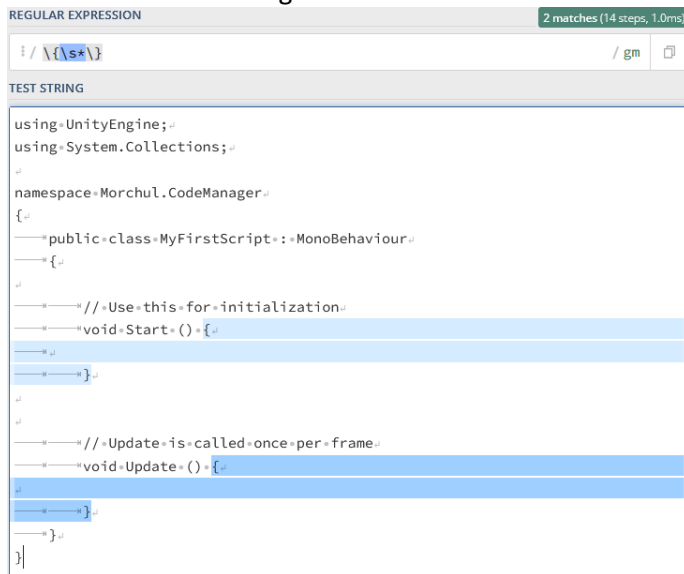 REGULAR EXPRESSION
2 matches (14 steps, 1.0ms)
/ \{\s*\} / gm
TEST STRING
using UnityEngine;
using System.Collections;
namespace Morchul.CodeManager
{
public class MyFirstScript : MonoBehaviour
{
// Use this for initialization
void Start () {
}
// Update is called once per frame
void Update () {
}
}
}